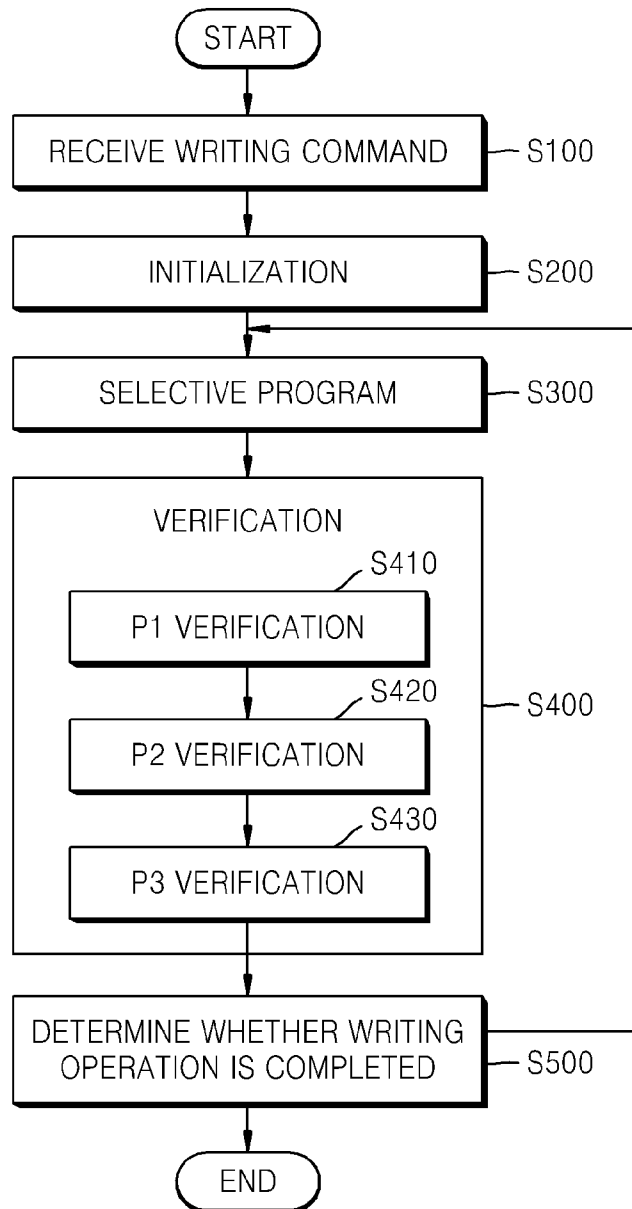 START
RECEIVE WRITING COMMAND
S100
INITIALIZATION
S200
SELECTIVE PROGRAM
S300
VERIFICATION
S410
P1 VERIFICATION
S420
P2 VERIFICATION
S400
S430
P3 VERIFICATION
DETERMINE WHETHER WRITING
OPERATION IS COMPLETED
S500
END